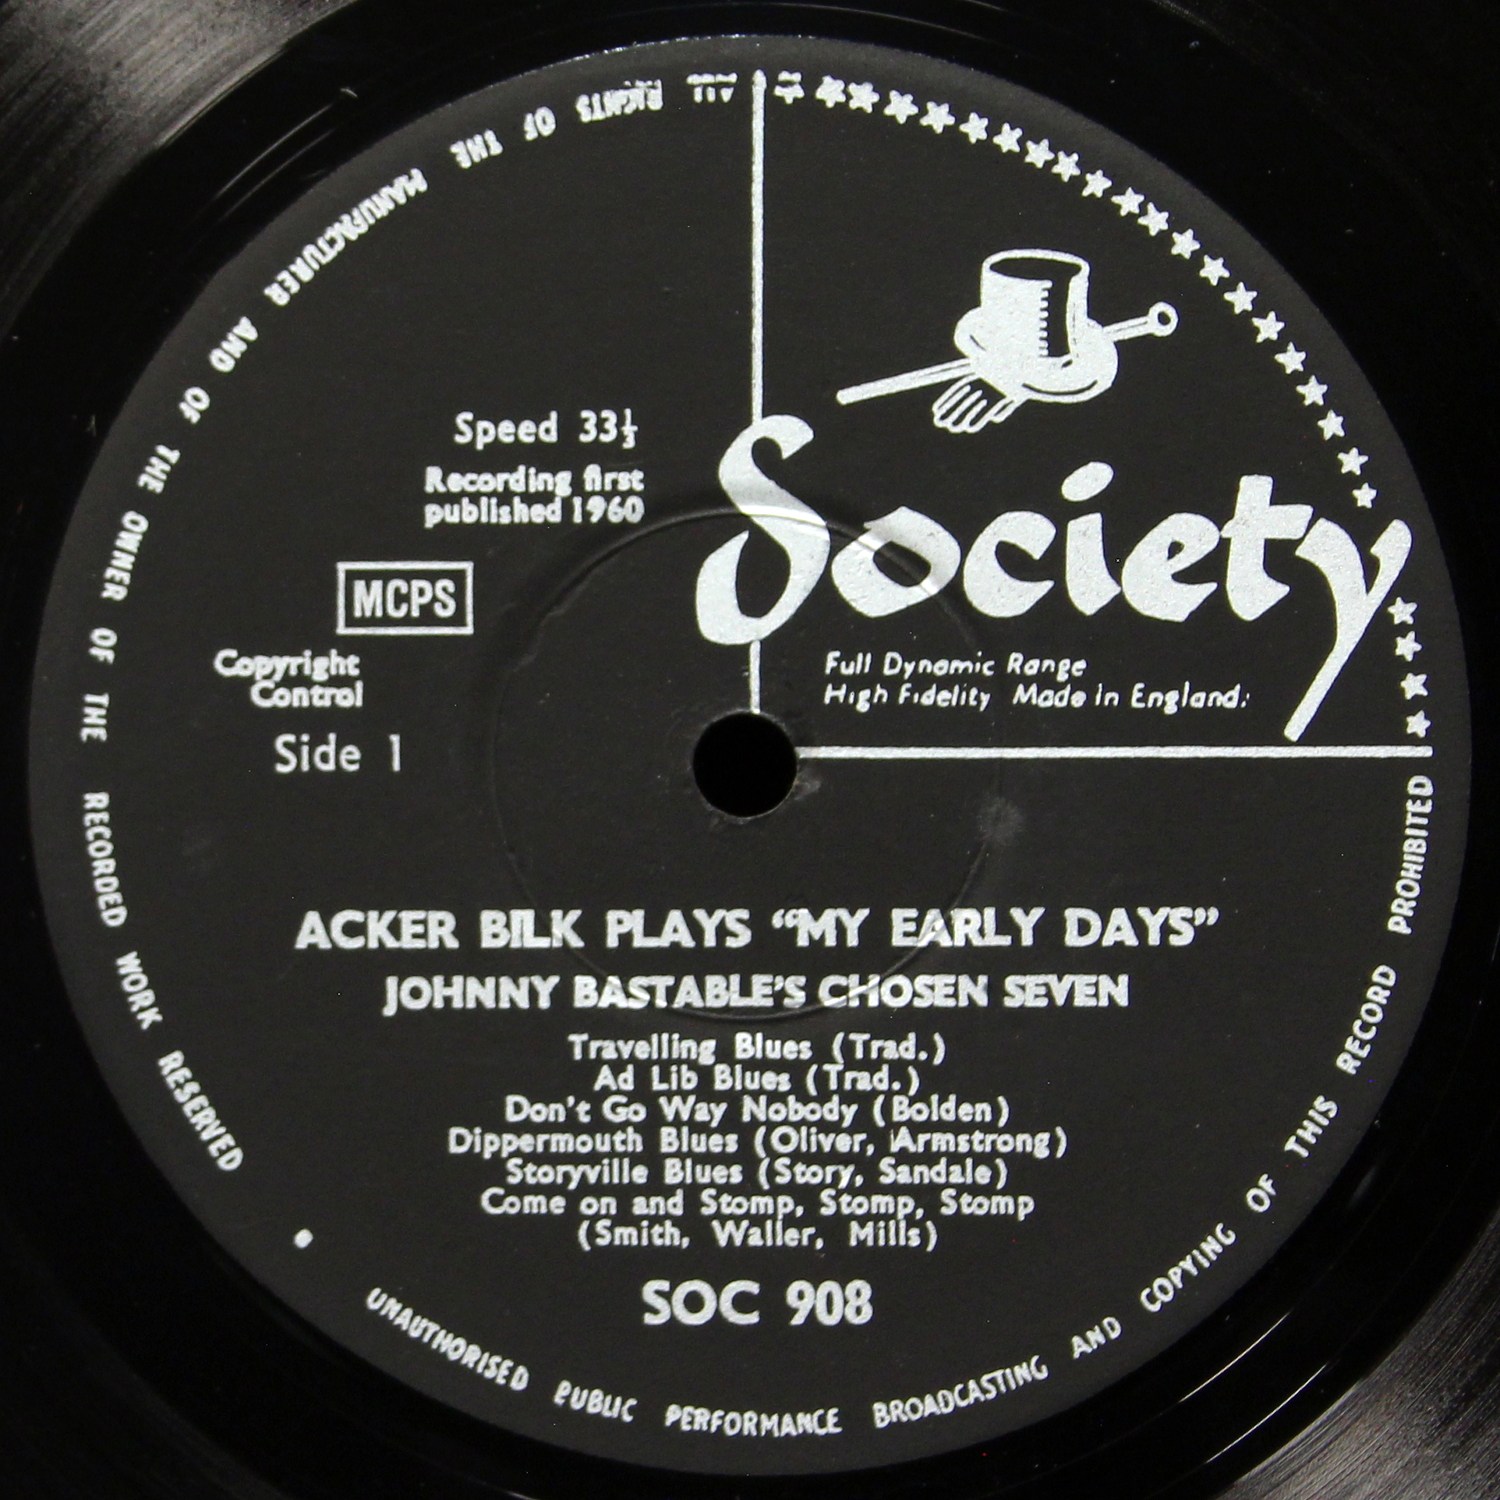 Speed 33⅓
Recording first
published 1960
MCPS
Copyright
Control
Side 1
Society
Full Dynamic Range
High Fidelity Made in England.
ACKER BILK PLAYS “MY EARLY DAYS”
JOHNNY BASTABLE'S CHOSEN SEVEN
Travelling Blues (Trad.)
Ad Lib Blues (Trad.)
Don't Go Way Nobody (Bolden)
Dippermouth Blues (Oliver, Armstrong)
Storyville Blues (Story, Sandale)
Come on and Stomp, Stomp, Stomp
(Smith, Waller, Mills)
SOC 908
ALL RIGHTS OF THE MANUFACTURER AND OF THE OWNER OF THE RECORDED WORK RESERVED
UNAUTHORISED PUBLIC PERFORMANCE BROADCASTING AND COPYING OF THIS RECORD PROHIBITED